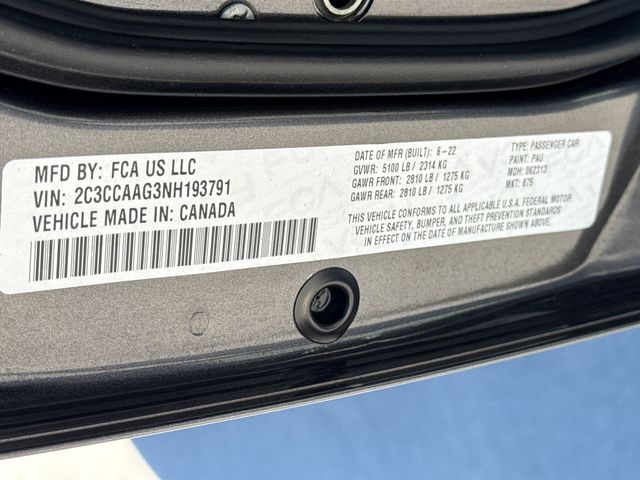 MFD BY: FCA US LLC
VIN: 2C3CCAAG3NH193791
VEHICLE MADE IN: CANADA
DATE OF MFR (BUILT): 6-22
GVWR: 5100 LB / 2314 KG
GAWR FRONT: 2810 LB / 1275 KG
GAWR REAR: 2810 LB / 1275 KG
TYPE: PASSENGER CAR
PAINT: PAU
MDH: 062313
MKT: 875
THIS VEHICLE CONFORMS TO ALL APPLICABLE U.S.A. FEDERAL MOTOR
VEHICLE SAFETY, BUMPER, AND THEFT PREVENTION STANDARDS
IN EFFECT ON THE DATE OF MANUFACTURE SHOWN ABOVE.